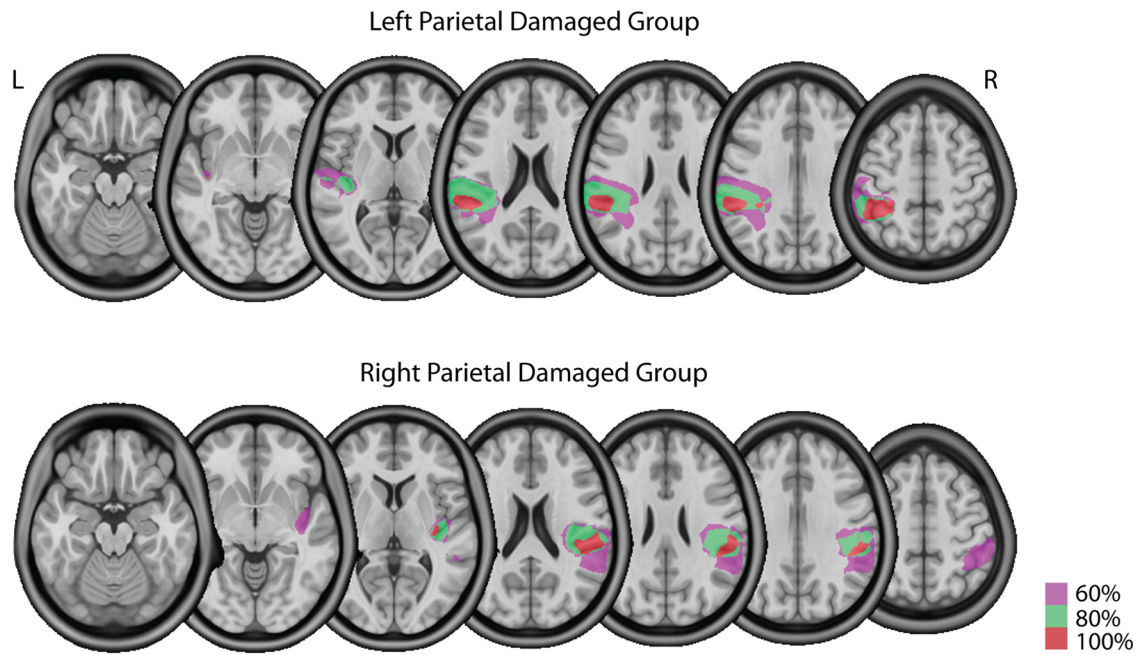 Left Parietal Damaged Group
L
R
Right Parietal Damaged Group
60%
80%
100%